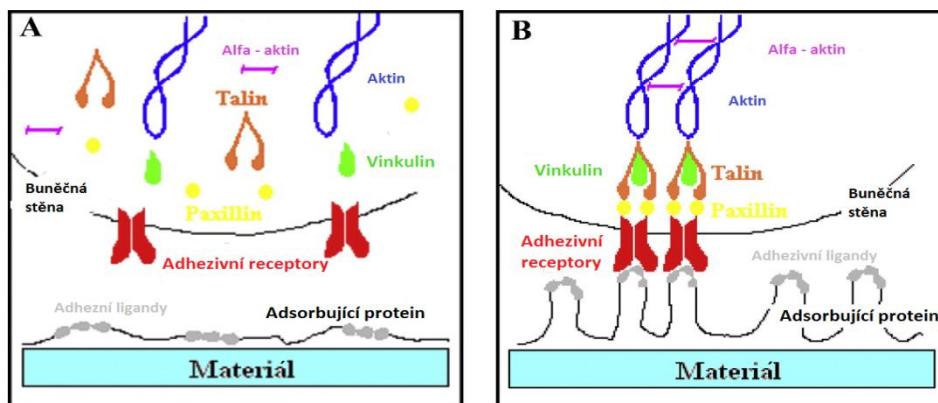 A
Alfa - aktin
Aktin
Talin
Vinkulin
Buněčná
stěna
Paxillin
Adhezivní receptory
Adhezní ligandy
Adsorbující protein
Materiál
B
Alfa - aktin
Aktin
Vinkulin
Talin
Paxillin
Buněčná
stěna
Adhezivní
receptory
Adhezivní ligandy
Adsorbující protein
Materiál